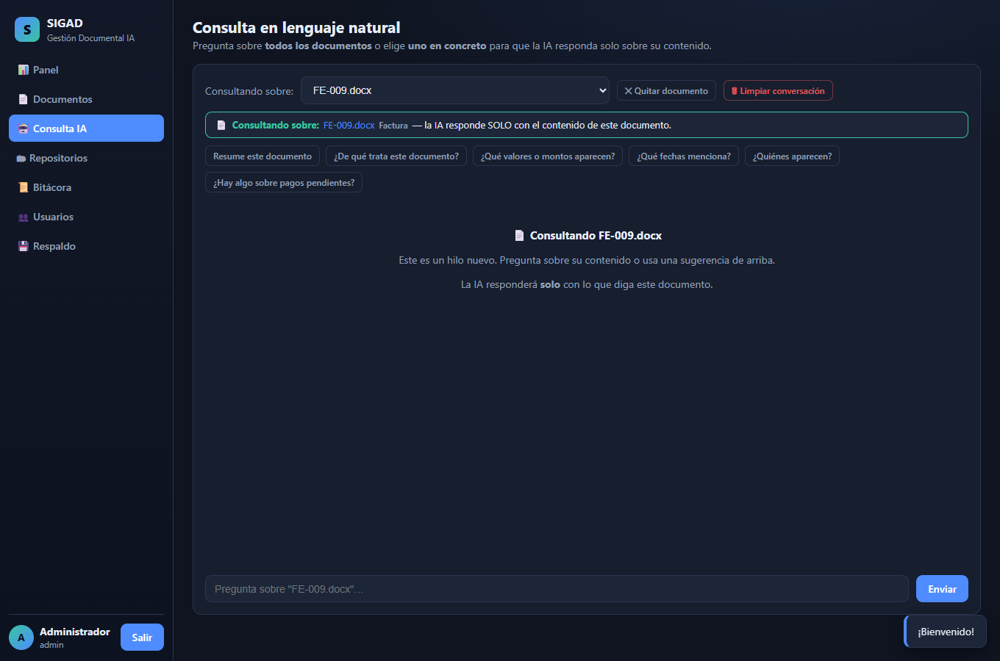 S
SIGAD
Gestión Documental IA
Panel
Documentos
Consulta IA
Repositorios
Bitácora
Usuarios
Respaldo
A
Administrador
admin
Salir
Consulta en lenguaje natural
Pregunta sobre todos los documentos o elige uno en concreto para que la IA responda solo sobre su contenido.
Consultando sobre: FE-009.docx Quitar documento Limpiar conversación
Consultando sobre: FE-009.docx Factura — la IA responde SOLO con el contenido de este documento.
Resume este documento ¿De qué trata este documento? ¿Qué valores o montos aparecen? ¿Qué fechas menciona? ¿Quiénes aparecen?
¿Hay algo sobre pagos pendientes?
Consultando FE-009.docx
Este es un hilo nuevo. Pregunta sobre su contenido o usa una sugerencia de arriba.
La IA responderá solo con lo que diga este documento.
Pregunta sobre "FE-009.docx"... Enviar
¡Bienvenido!